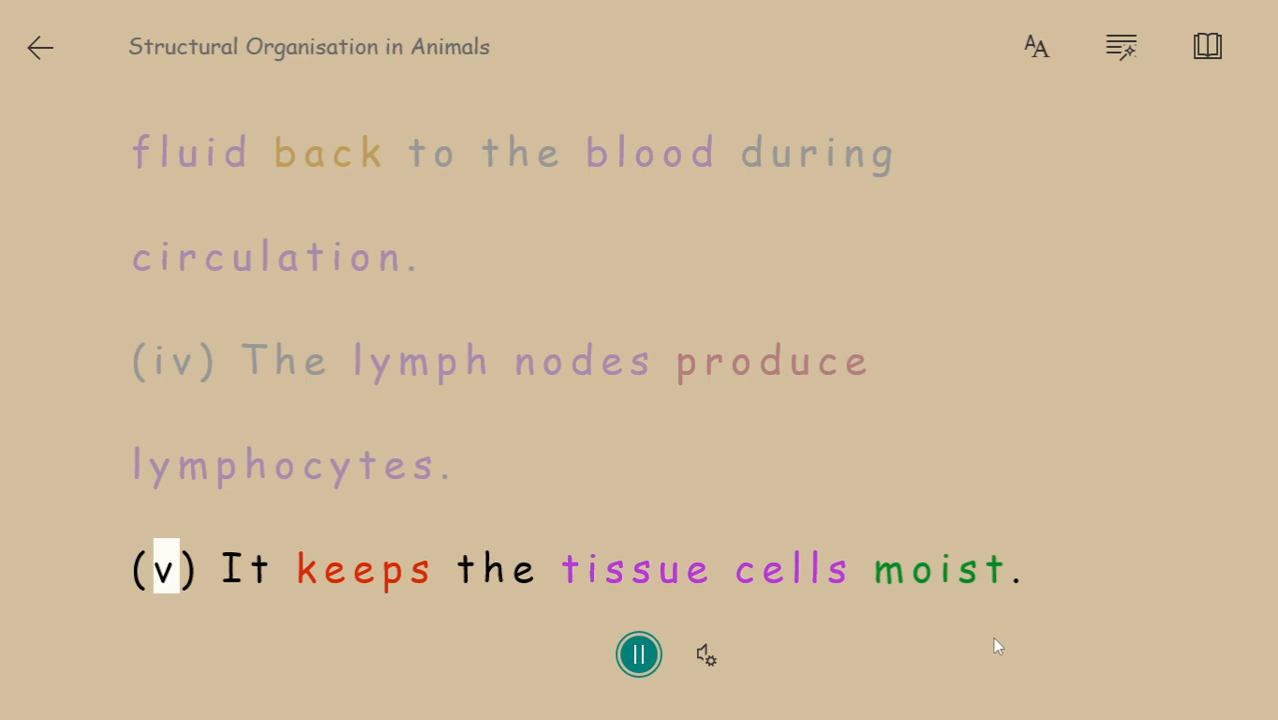 Structural Organisation in Animals
fluid back to the blood during
circulation.
(iv) The lymph nodes produce
lymphocytes.
(v) It keeps the tissue cells moist.